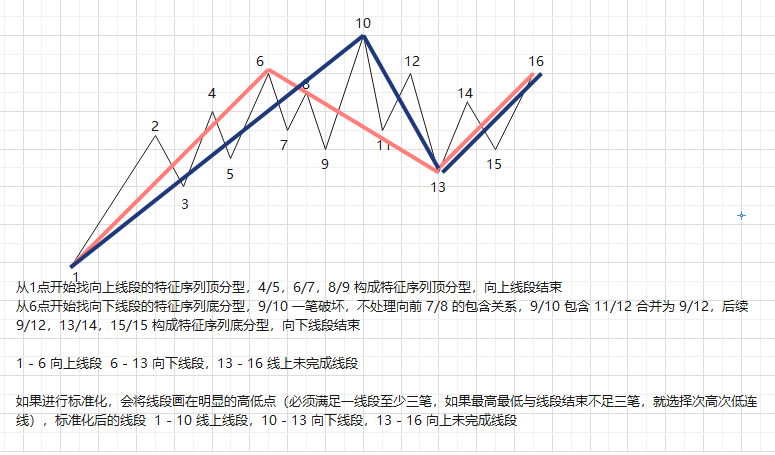 10
6
16
12
8
4
14
2
7
11
9
15
5
13
3
1
从1点开始找向上线段的特征序列顶分型，4/5，6/7，8/9 构成特征序列顶分型，向上线段结束
从6点开始找向下线段的特征序列底分型，9/10 一笔破坏，不处理向前 7/8 的包含关系，9/10 包含 11/12 合并为 9/12，后续
9/12，13/14，15/15 构成特征序列底分型，向下线段结束
1 - 6 向上线段  6 - 13 向下线段，13 - 16 线上未完成线段
如果进行标准化，会将线段画在明显的高低点（必须满足一线段至少三笔，如果最高最低与线段结束不足三笔，就选择次高次低连
线），标准化后的线段  1 - 10 线上线段，10 - 13 向下线段，13 - 16 向上未完成线段